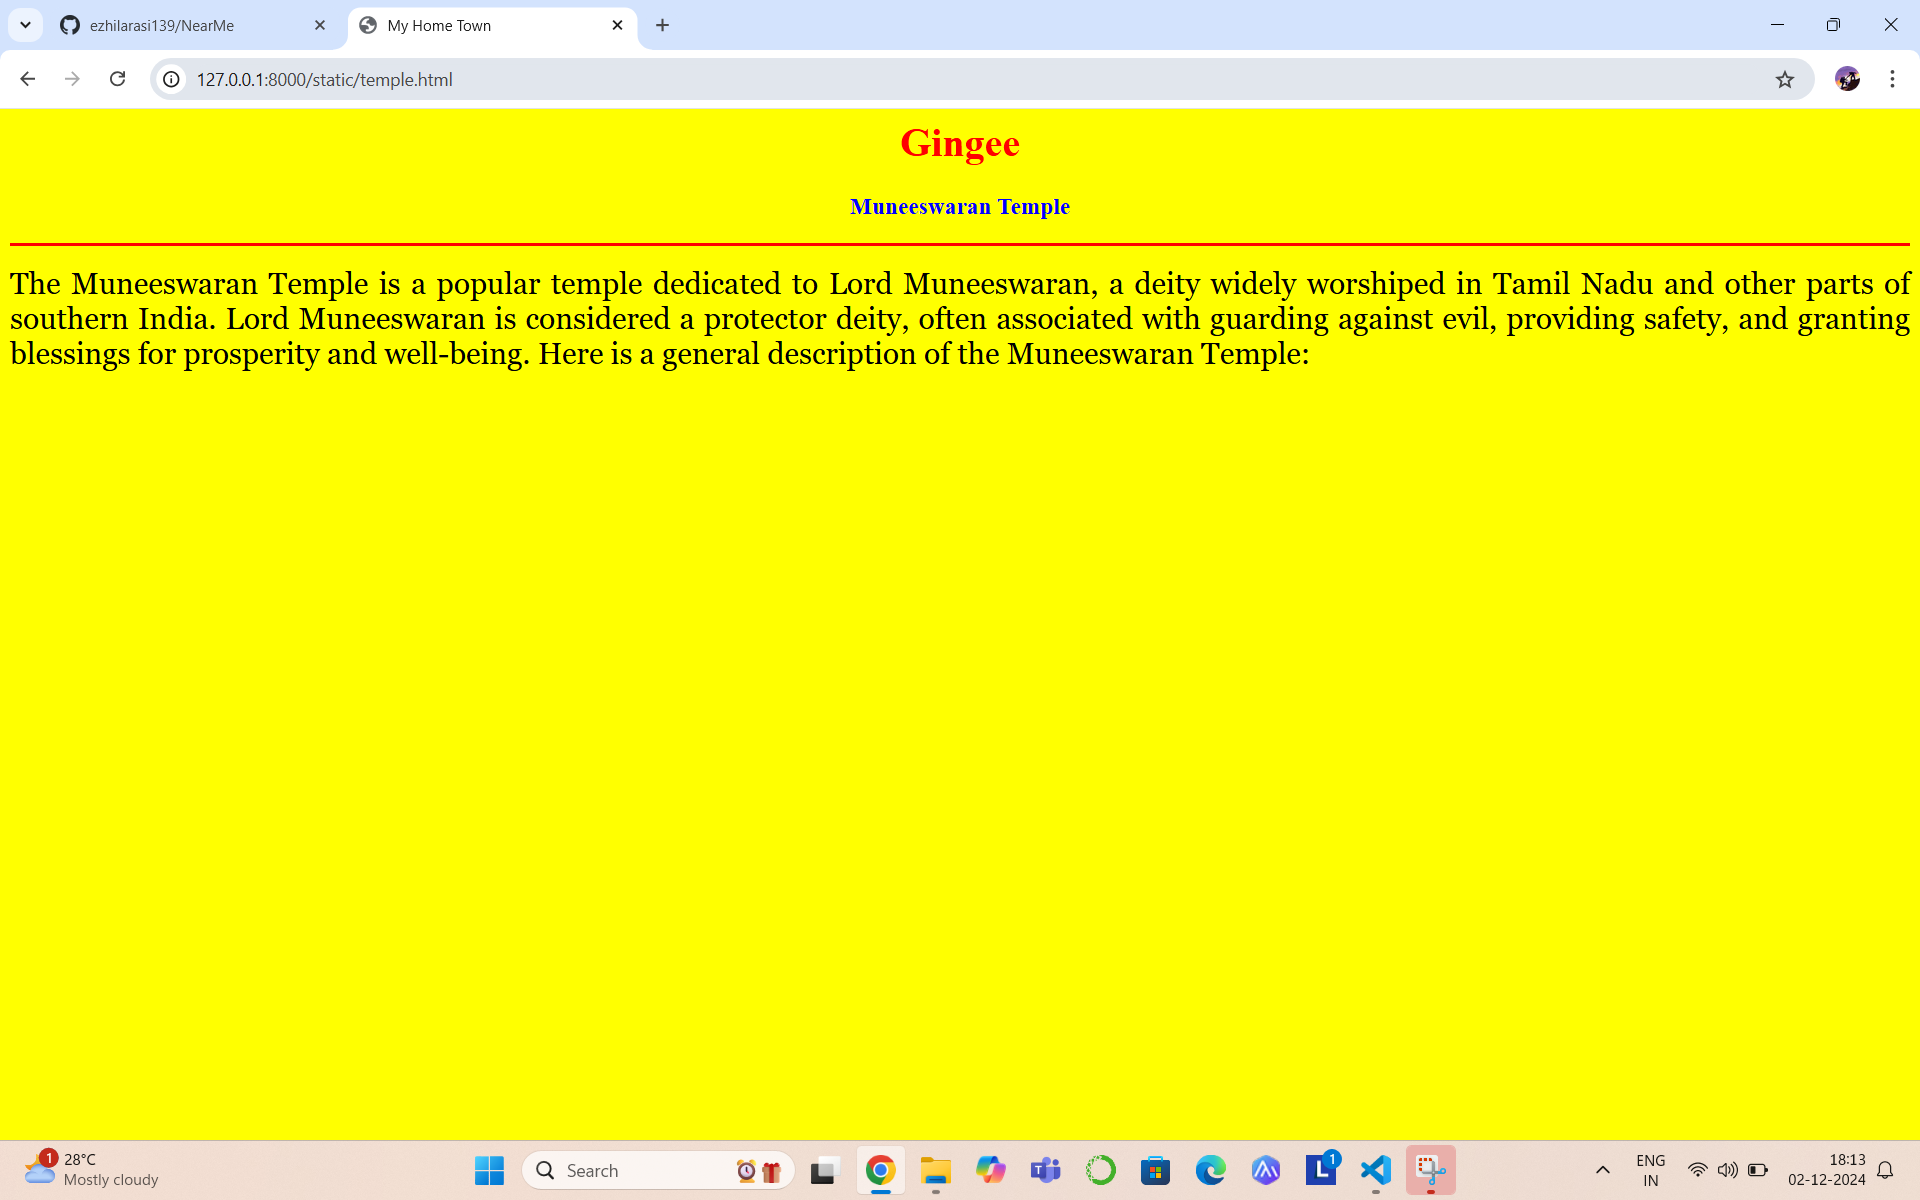 ezhilarasi139/NearMe
My Home Town
127.0.0.1:8000/static/temple.html
Gingee
Muneeswaran Temple
The Muneeswaran Temple is a popular temple dedicated to Lord Muneeswaran, a deity widely worshiped in Tamil Nadu and other parts of
southern India. Lord Muneeswaran is considered a protector deity, often associated with guarding against evil, providing safety, and granting
blessings for prosperity and well-being. Here is a general description of the Muneeswaran Temple:
1
28°C
Mostly cloudy
Search
T
L
1
ENG
IN
18:13
02-12-2024